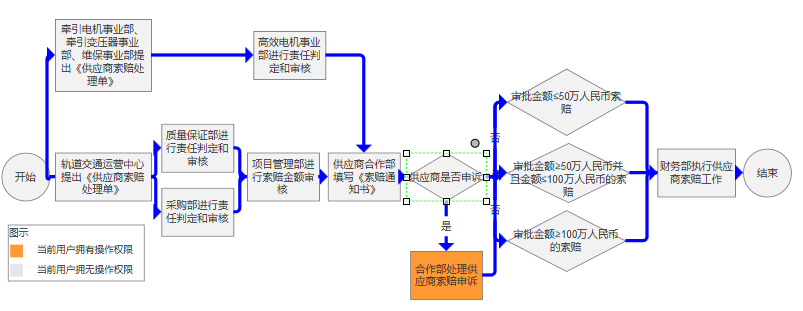 牵引电机事业部、
牵引变压器事业
部、维保事业部提
出《供应商索赔处
理单》
高效电机事业
部进行责任判
定和审核
开始
轨道交通运营中心
提出《供应商索赔
处理单》
质量保证部进
行责任判定和
审核
采购部进行责
任判定和审核
项目管理部进
行索赔金额审
核
供应商合作部
填写《索赔通
知书》
供应商是否申诉
否
否
是
合作部处理供
应商索赔申诉
审批金额≤50万人民币索
赔
审批金额≥50万人民币并
且金额≤100万人民币的索
赔
审批金额≥100万人民币
的索赔
财务部执行供应
商索赔工作
结束
图示
当前用户拥有操作权限
当前用户拥无操作权限